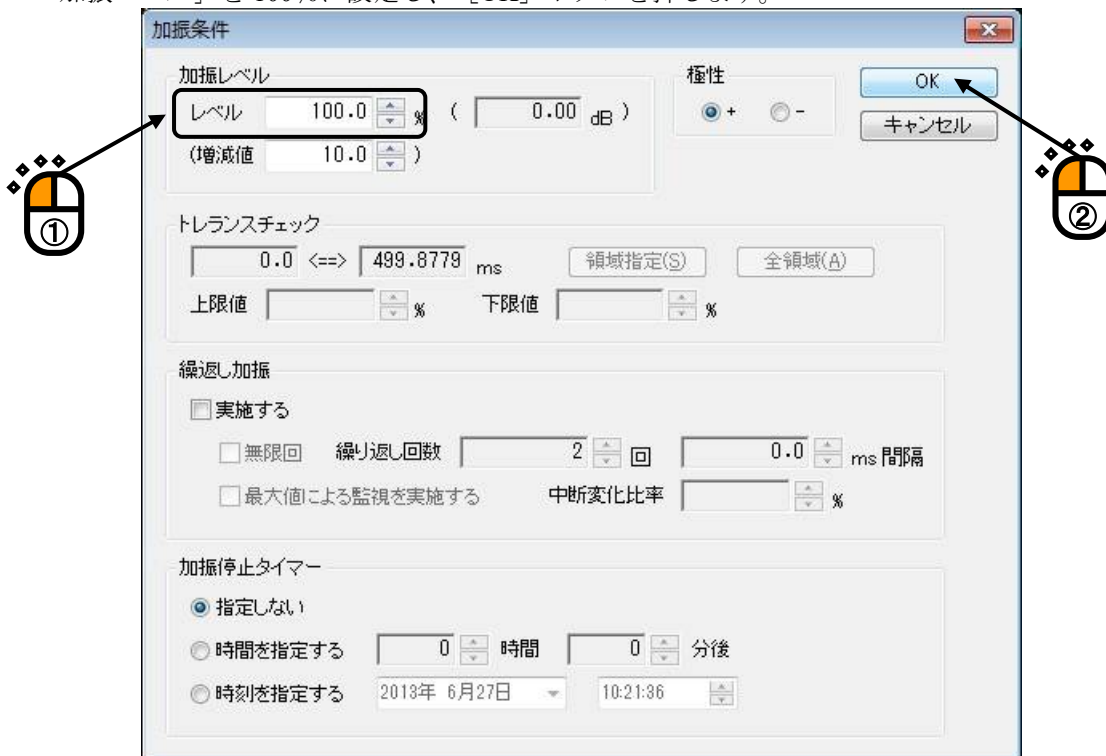 加振条件
加振レベル
レベル 100.0 % ( 0.00 dB )
(増減値 10.0 )
極性
+ -
OK
キャンセル
①
②
トレランスチェック
0.0 <==> 499.8779 ms 領域指定(S) 全領域(A)
上限値 % 下限値 %
繰返し加振
実施する
無限回 繰り返し回数 2 回 0.0 ms間隔
最大値による監視を実施する 中断変化比率 %
加振停止タイマー
指定しない
時間を指定する 0 時間 0 分後
時刻を指定する 2013年 6月27日 10:21:36